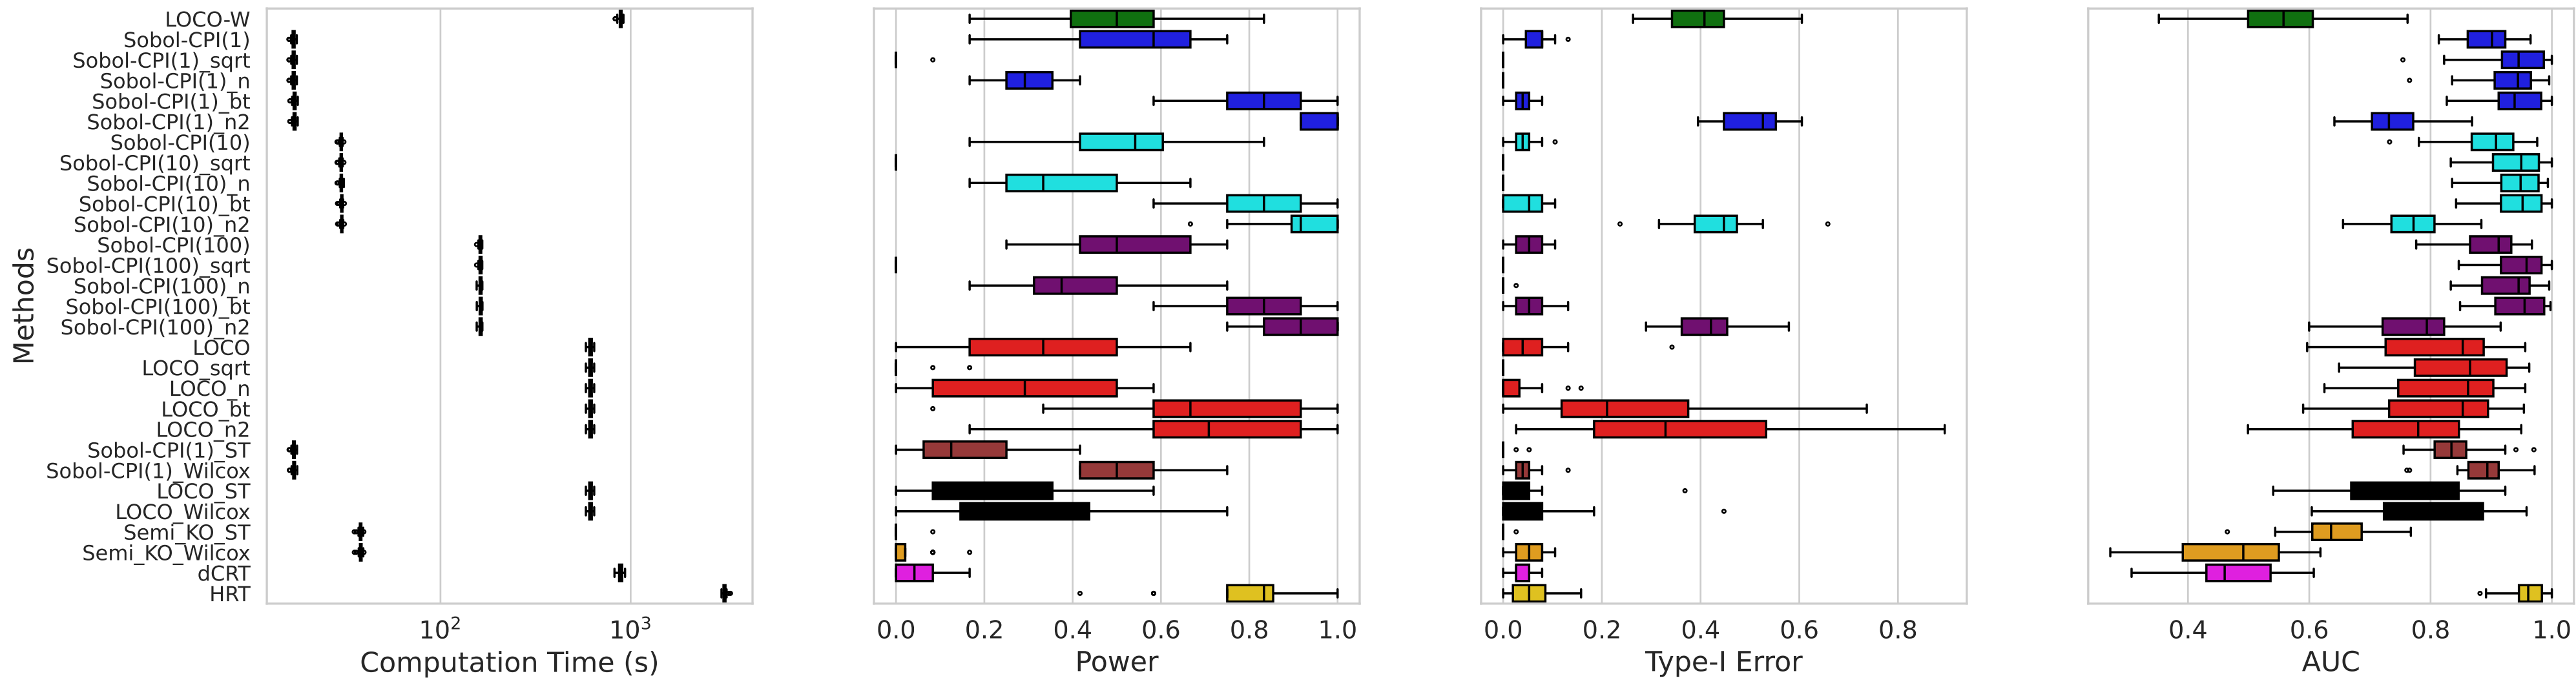 Methods
LOCO-W
Sobol-CPI(1)
Sobol-CPI(1)_sqrt
Sobol-CPI(1)_n
Sobol-CPI(1)_bt
Sobol-CPI(1)_n2
Sobol-CPI(10)
Sobol-CPI(10)_sqrt
Sobol-CPI(10)_n
Sobol-CPI(10)_bt
Sobol-CPI(10)_n2
Sobol-CPI(100)
Sobol-CPI(100)_sqrt
Sobol-CPI(100)_n
Sobol-CPI(100)_bt
Sobol-CPI(100)_n2
LOCO
LOCO_sqrt
LOCO_n
LOCO_bt
LOCO_n2
Sobol-CPI(1)_ST
Sobol-CPI(1)_Wilcox
LOCO_ST
LOCO_Wilcox
Semi_KO_ST
Semi_KO_Wilcox
dCRT
HRT
10² 10³
Computation Time (s)
0.0 0.2 0.4 0.6 0.8 1.0
Power
0.0 0.2 0.4 0.6 0.8
Type-I Error
0.4 0.6 0.8 1.0
AUC